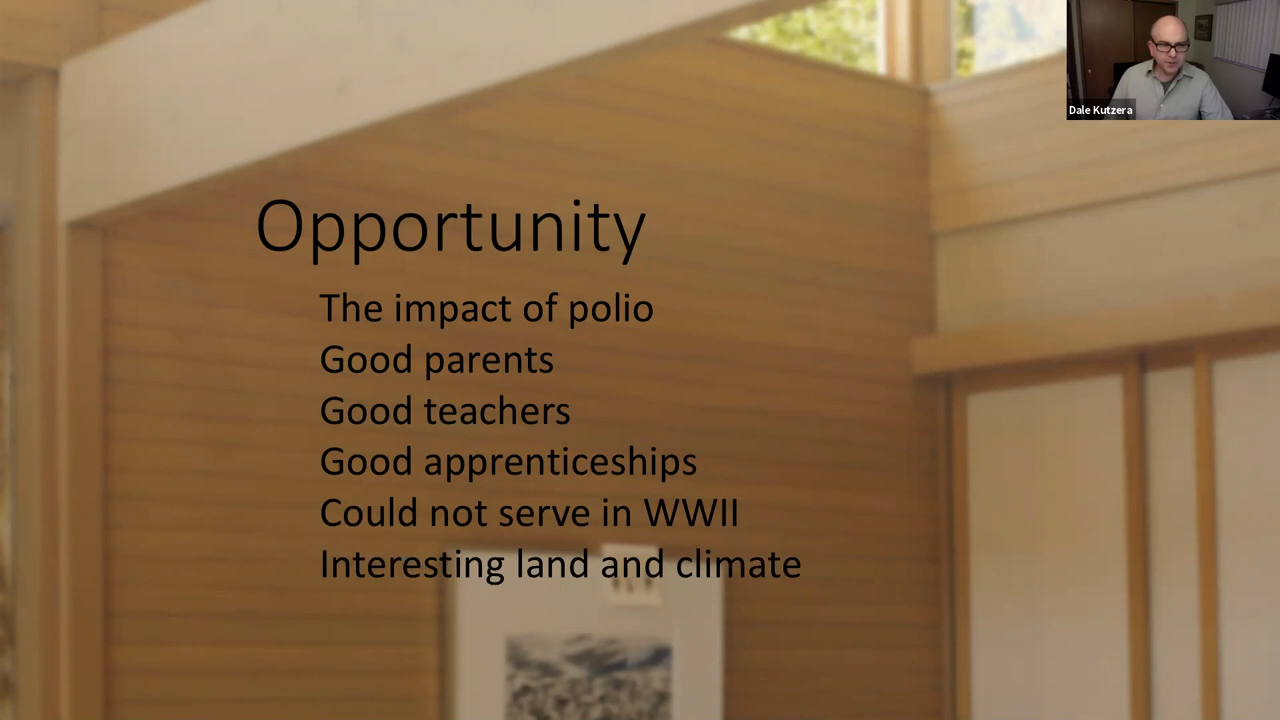 Dale Kutzera
Opportunity
The impact of polio
Good parents
Good teachers
Good apprenticeships
Could not serve in WWII
Interesting land and climate